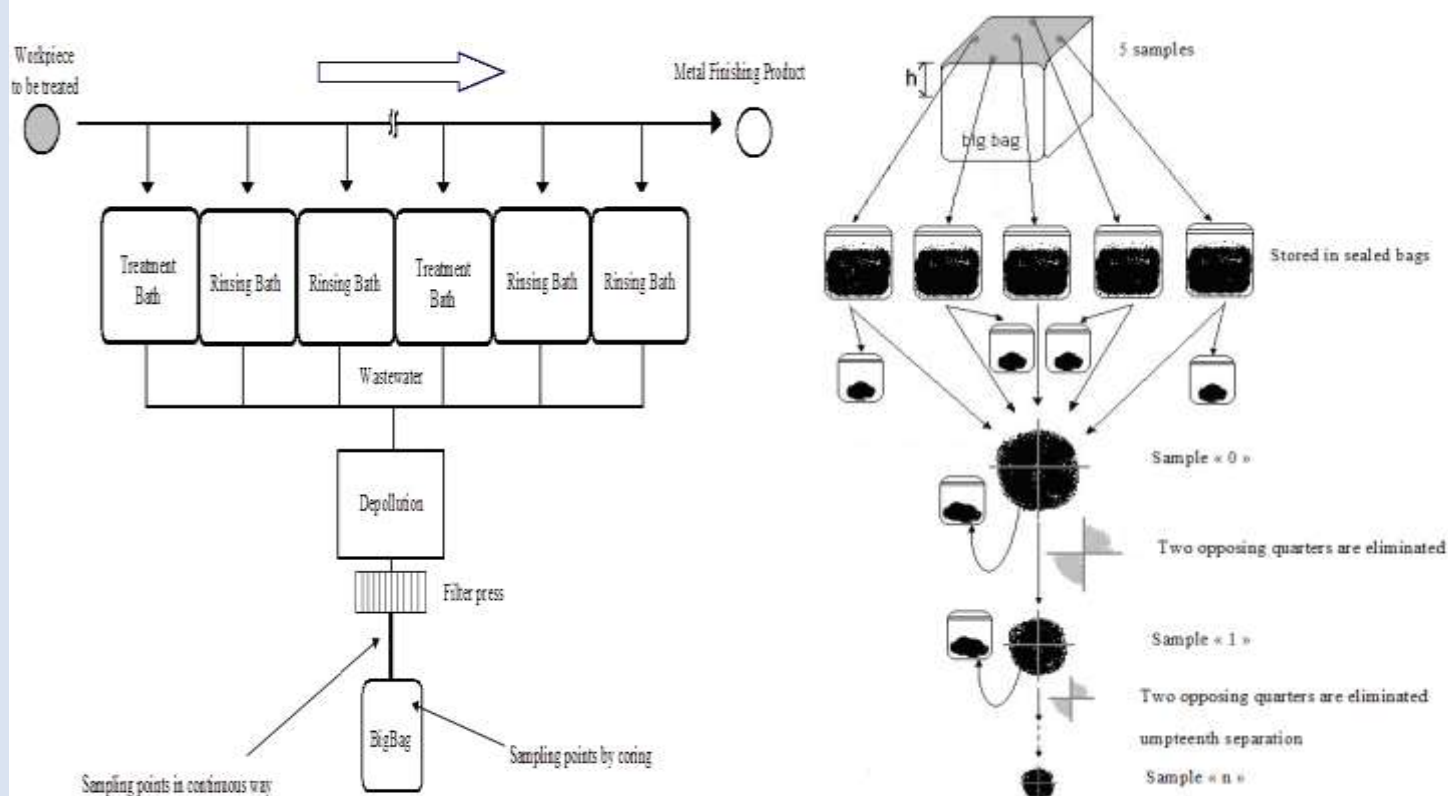 Workpiece
to be treated
Metal Finishing Product
Treatment
Bath
Rinsing Bath
Rinsing Bath
Treatment
Bath
Rinsing Bath
Rinsing Bath
Wastewater
Depollution
Filter press
BigBag
Sampling points by coring
Sampling points in continuous way
5 samples
h
big bag
Stored in sealed bags
Sample « 0 »
Two opposing quarters are eliminated
Sample « 1 »
Two opposing quarters are eliminated
umpteenth separation
Sample « n »